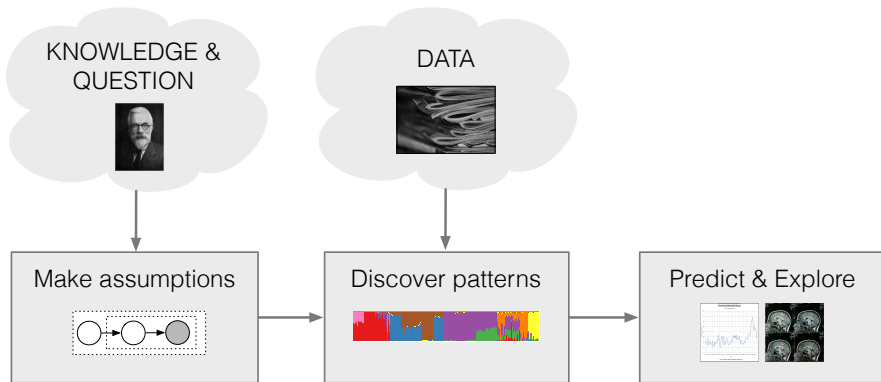 KNOWLEDGE &
QUESTION
DATA
Make assumptions
Discover patterns
Predict & Explore